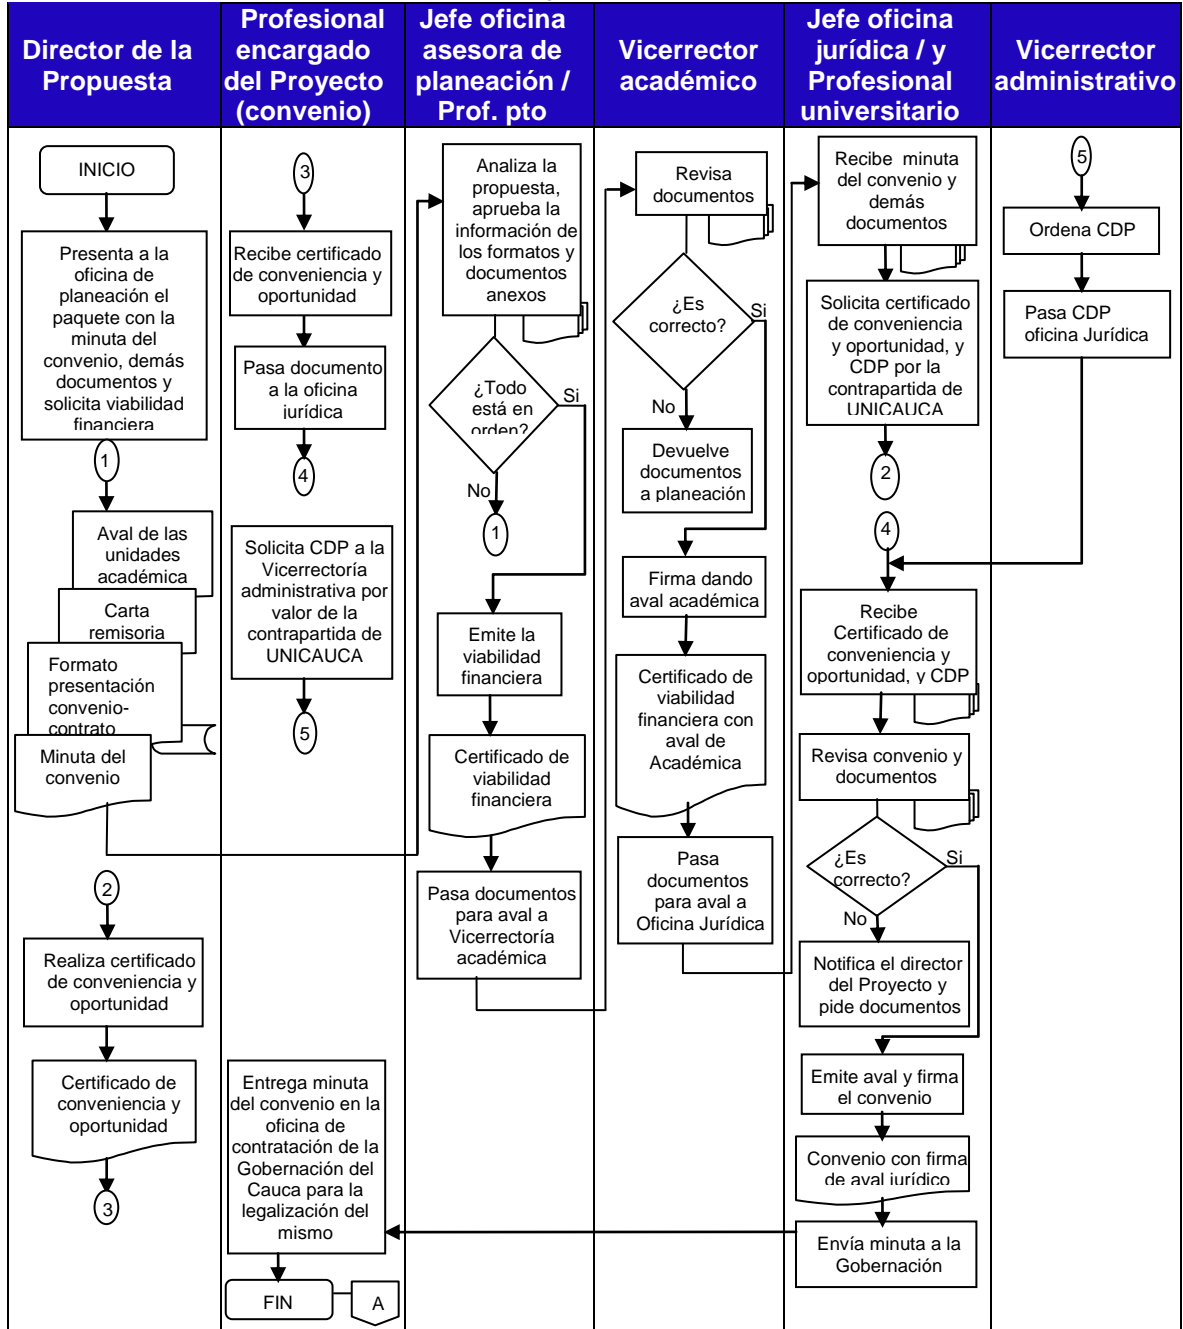 Director de la
Propuesta
Profesional
encargado
del Proyecto
(convenio)
Jefe oficina
asesora de
planeación /
Prof. pto
Vicerrector
académico
Jefe oficina
jurídica / y
Profesional
universitario
Vicerrector
administrativo
INICIO
Presenta a la
oficina de
planeación el
paquete con la
minuta del
convenio, demás
documentos y
solicita viabilidad
financiera
1
Aval de las
unidades
académica
Carta
remisoria
Formato
presentación
convenio-
contrato
Minuta del
convenio
2
Realiza certificado
de conveniencia y
oportunidad
Certificado de
conveniencia y
oportunidad
3
3
Recibe certificado
de conveniencia y
oportunidad
Pasa documento
a la oficina
jurídica
4
Solicita CDP a la
Vicerrectoría
administrativa por
valor de la
contrapartida de
UNICAUCA
5
Entrega minuta
del convenio en la
oficina de
contratación de la
Gobernación del
Cauca para la
legalización del
mismo
FIN
A
Analiza la
propuesta,
aprueba la
información de
los formatos y
documentos
anexos
¿Todo
está en
orden?
Si
No
1
Emite la
viabilidad
financiera
Certificado de
viabilidad
financiera
Pasa documentos
para aval a
Vicerrectoría
académica
Revisa
documentos
¿Es
correcto?
Si
No
Devuelve
documentos
a planeación
Firma dando
aval académica
Certificado de
viabilidad
financiera con
aval de
Académica
Pasa
documentos
para aval a
Oficina Jurídica
Recibe minuta
del convenio y
demás
documentos
Solicita certificado
de conveniencia
y oportunidad, y
CDP por la
contrapartida de
UNICAUCA
2
4
Recibe
Certificado de
conveniencia y
oportunidad, y CDP
Revisa convenio y
documentos
¿Es
correcto?
Si
No
Notifica el director
del Proyecto y
pide documentos
Emite aval y firma
el convenio
Convenio con firma
de aval jurídico
Envía minuta a la
Gobernación
5
Ordena CDP
Pasa CDP
oficina Jurídica